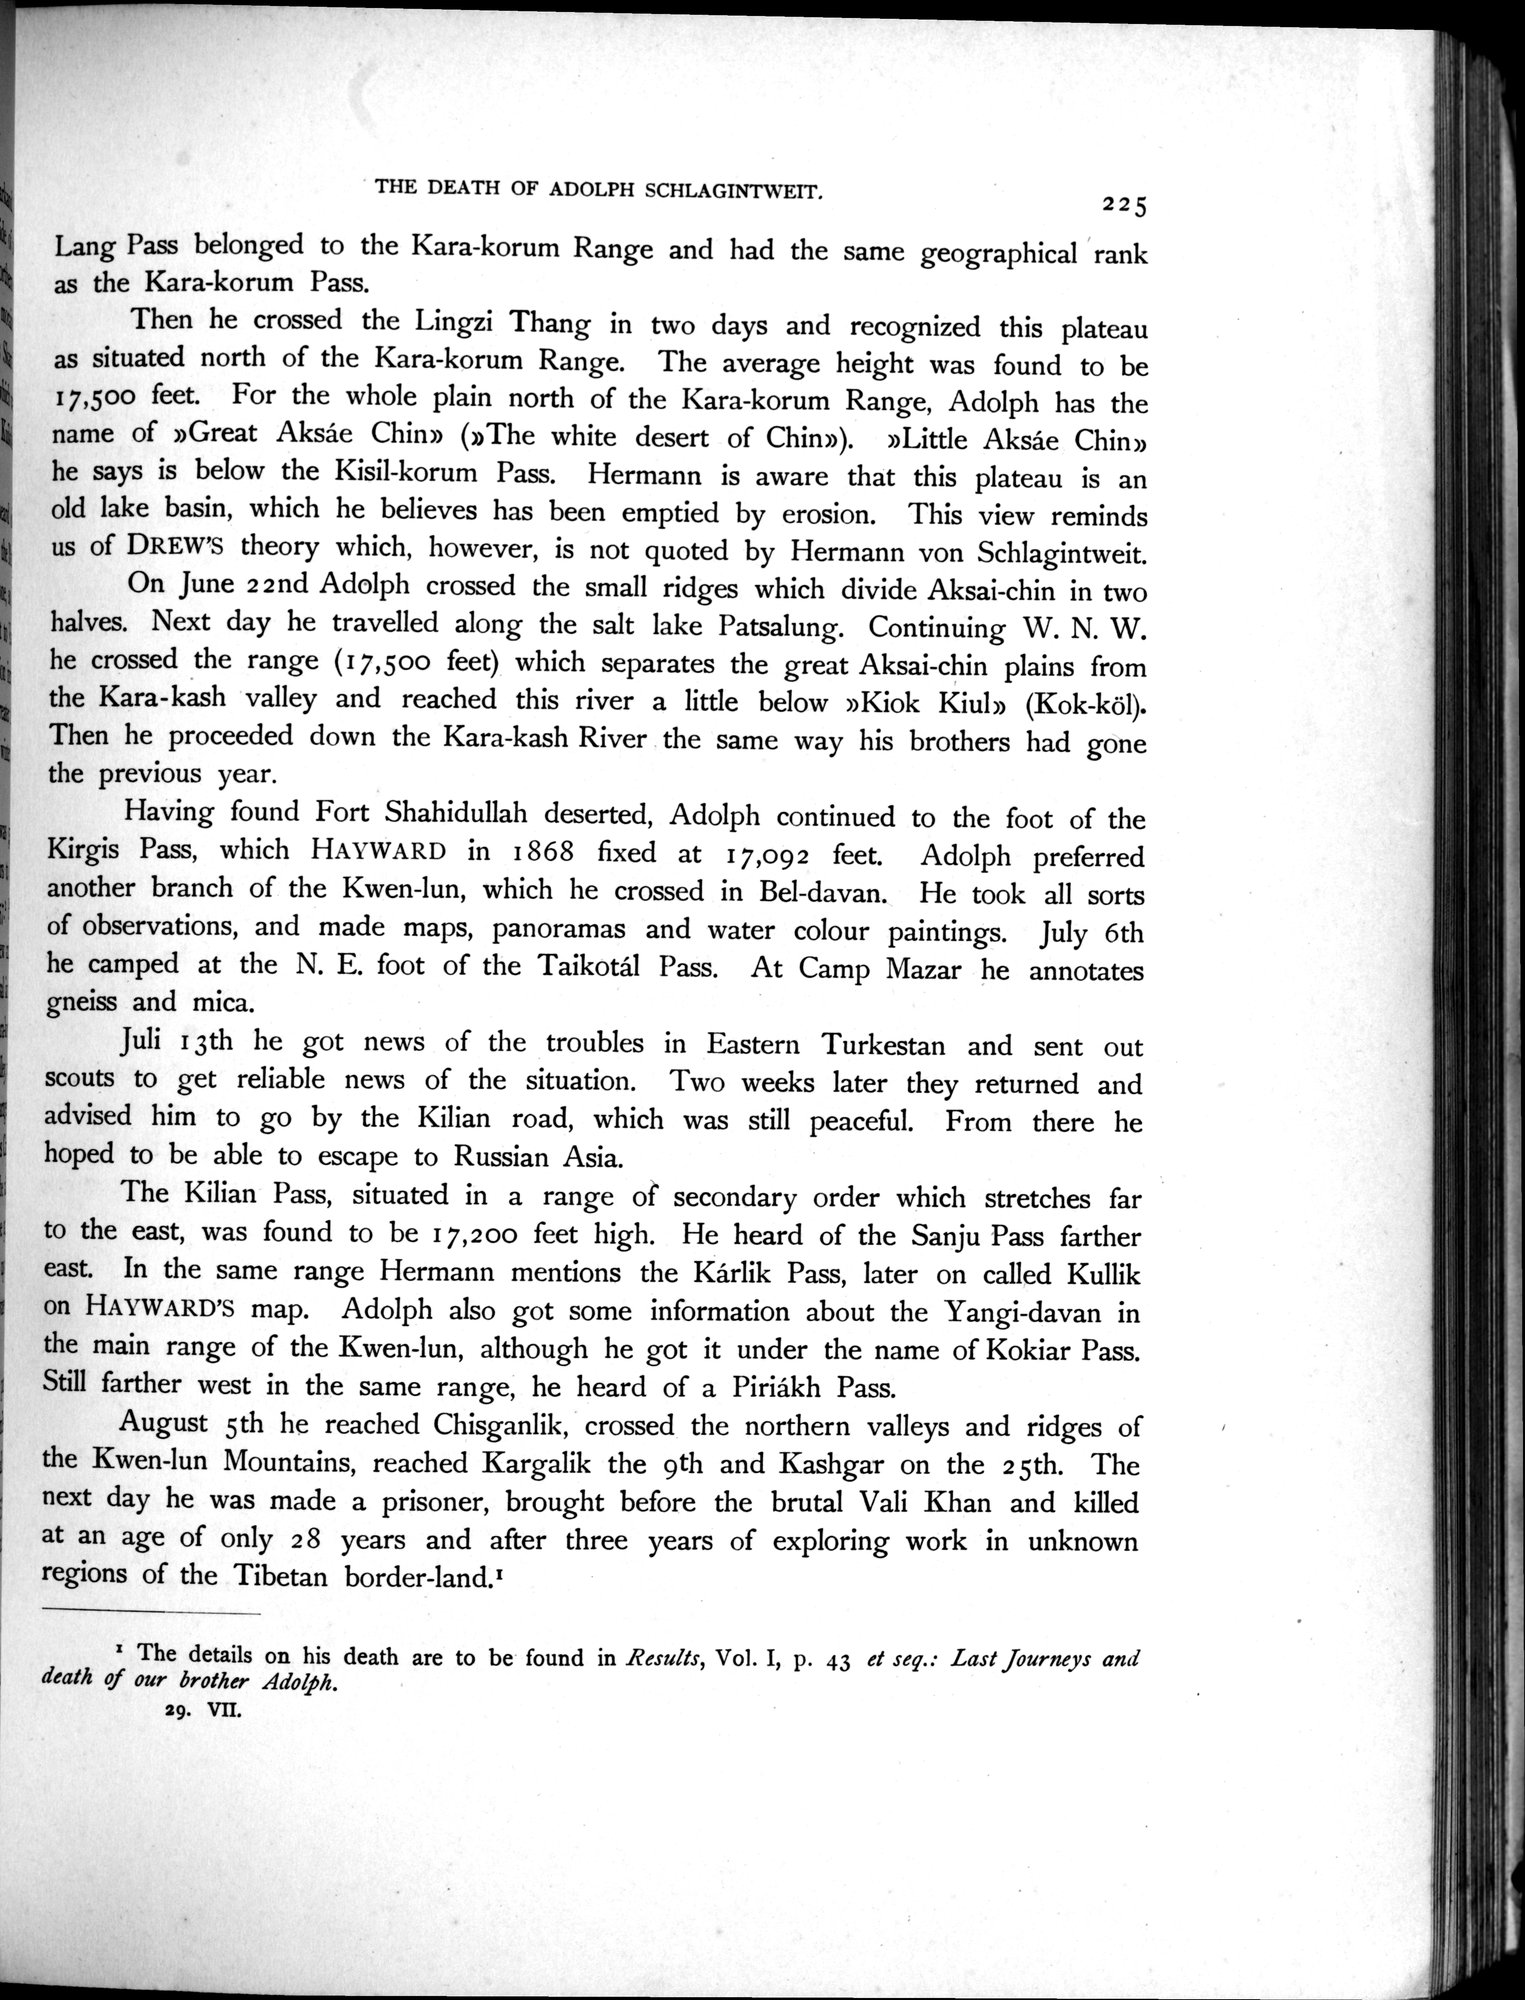 THE DEATH OF ADOLPH SCHLAGINTWEIT.
225
Lang Pass belonged to the Kara-korum Range and had the same geographical rank
as the Kara-korum Pass.
Then he crossed the Lingzi Thang in two days and recognized this plateau
as situated north of the Kara-korum Range. The average height was found to be
17,500 feet. For the whole plain north of the Kara-korum Range, Adolph has the
name of »Great Aksáe Chin» (»The white desert of Chin»). »Little Aksáe Chin»
he says is below the Kisil-korum Pass. Hermann is aware that this plateau is an
old lake basin, which he believes has been emptied by erosion. This view reminds
us of DREW'S theory which, however, is not quoted by Hermann von Schlagintweit.
On June 22nd Adolph crossed the small ridges which divide Aksai-chin in two
halves. Next day he travelled along the salt lake Patsalung. Continuing W. N. W.
he crossed the range (17,500 feet) which separates the great Aksai-chin plains from
the Kara-kash valley and reached this river a little below »Kiok Kiul» (Kok-köl).
Then he proceeded down the Kara-kash River the same way his brothers had gone
the previous year.
Having found Fort Shahidullah deserted, Adolph continued to the foot of the
Kirgis Pass, which HAYWARD in 1868 fixed at 17,092 feet. Adolph preferred
another branch of the Kwen-lun, which he crossed in Bel-davan. He took all sorts
of observations, and made maps, panoramas and water colour paintings. July 6th
he camped at the N. E. foot of the Taikotál Pass. At Camp Mazar he annotates
gneiss and mica.
Juli 13th he got news of the troubles in Eastern Turkestan and sent out
scouts to get reliable news of the situation. Two weeks later they returned and
advised him to go by the Kilian road, which was still peaceful. From there he
hoped to be able to escape to Russian Asia.
The Kilian Pass, situated in a range of secondary order which stretches far
to the east, was found to be 17,200 feet high. He heard of the Sanju Pass farther
east. In the same range Hermann mentions the Kárlik Pass, later on called Kullik
on HAYWARD'S map. Adolph also got some information about the Yangi-davan in
the main range of the Kwen-lun, although he got it under the name of Kokiar Pass.
Still farther west in the same range, he heard of a Piriákh Pass.
August 5th he reached Chisganlik, crossed the northern valleys and ridges of
the Kwen-lun Mountains, reached Kargalik the 9th and Kashgar on the 25th. The
next day he was made a prisoner, brought before the brutal Vali Khan and killed
at an age of only 28 years and after three years of exploring work in unknown
regions of the Tibetan border-land.¹
¹ The details on his death are to be found in Results, Vol. I, p. 43 et seq.: Last Journeys and
death of our brother Adolph.
29. VII.